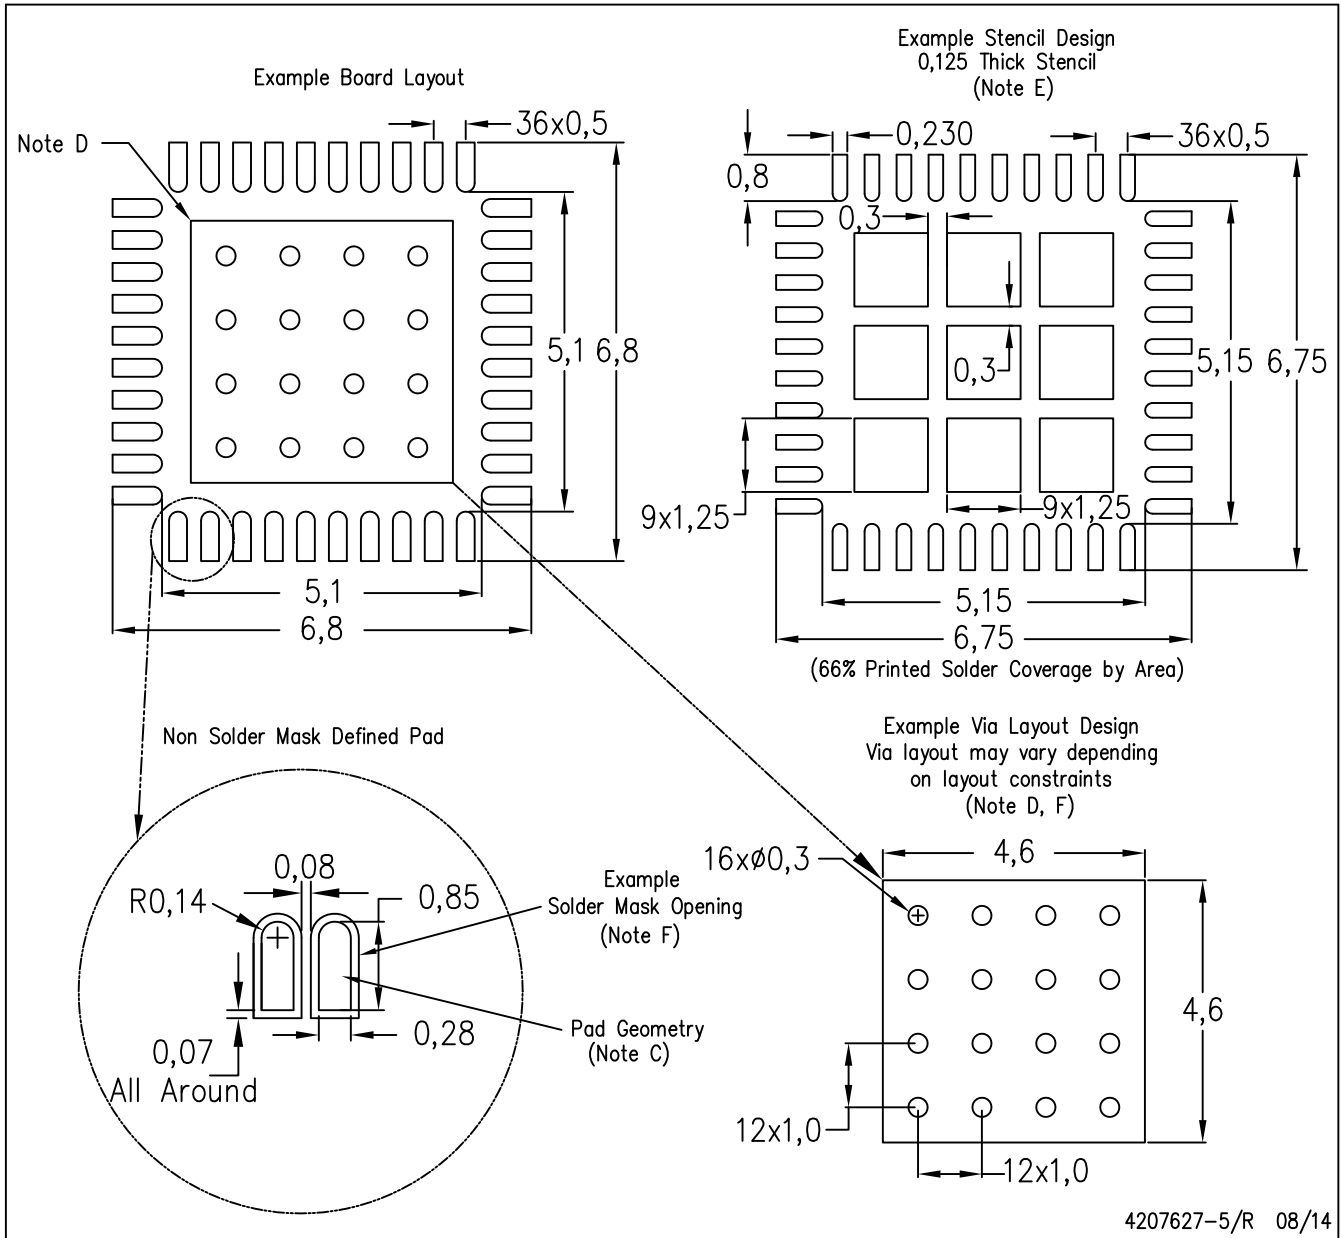 Example Board Layout
Note D
36x0,5
5,1
6,8
5,1
6,8
Example Stencil Design
0,125 Thick Stencil
(Note E)
0,230
36x0,5
0,8
0,3
0,3
5,15
6,75
9x1,25
9x1,25
5,15
6,75
(66% Printed Solder Coverage by Area)
Non Solder Mask Defined Pad
0,08
R0,14
0,85
Example
Solder Mask Opening
(Note F)
0,28
Pad Geometry
(Note C)
0,07
All Around
Example Via Layout Design
Via layout may vary depending
on layout constraints
(Note D, F)
16xø0,3
4,6
4,6
12x1,0
12x1,0
4207627-5/R 08/14